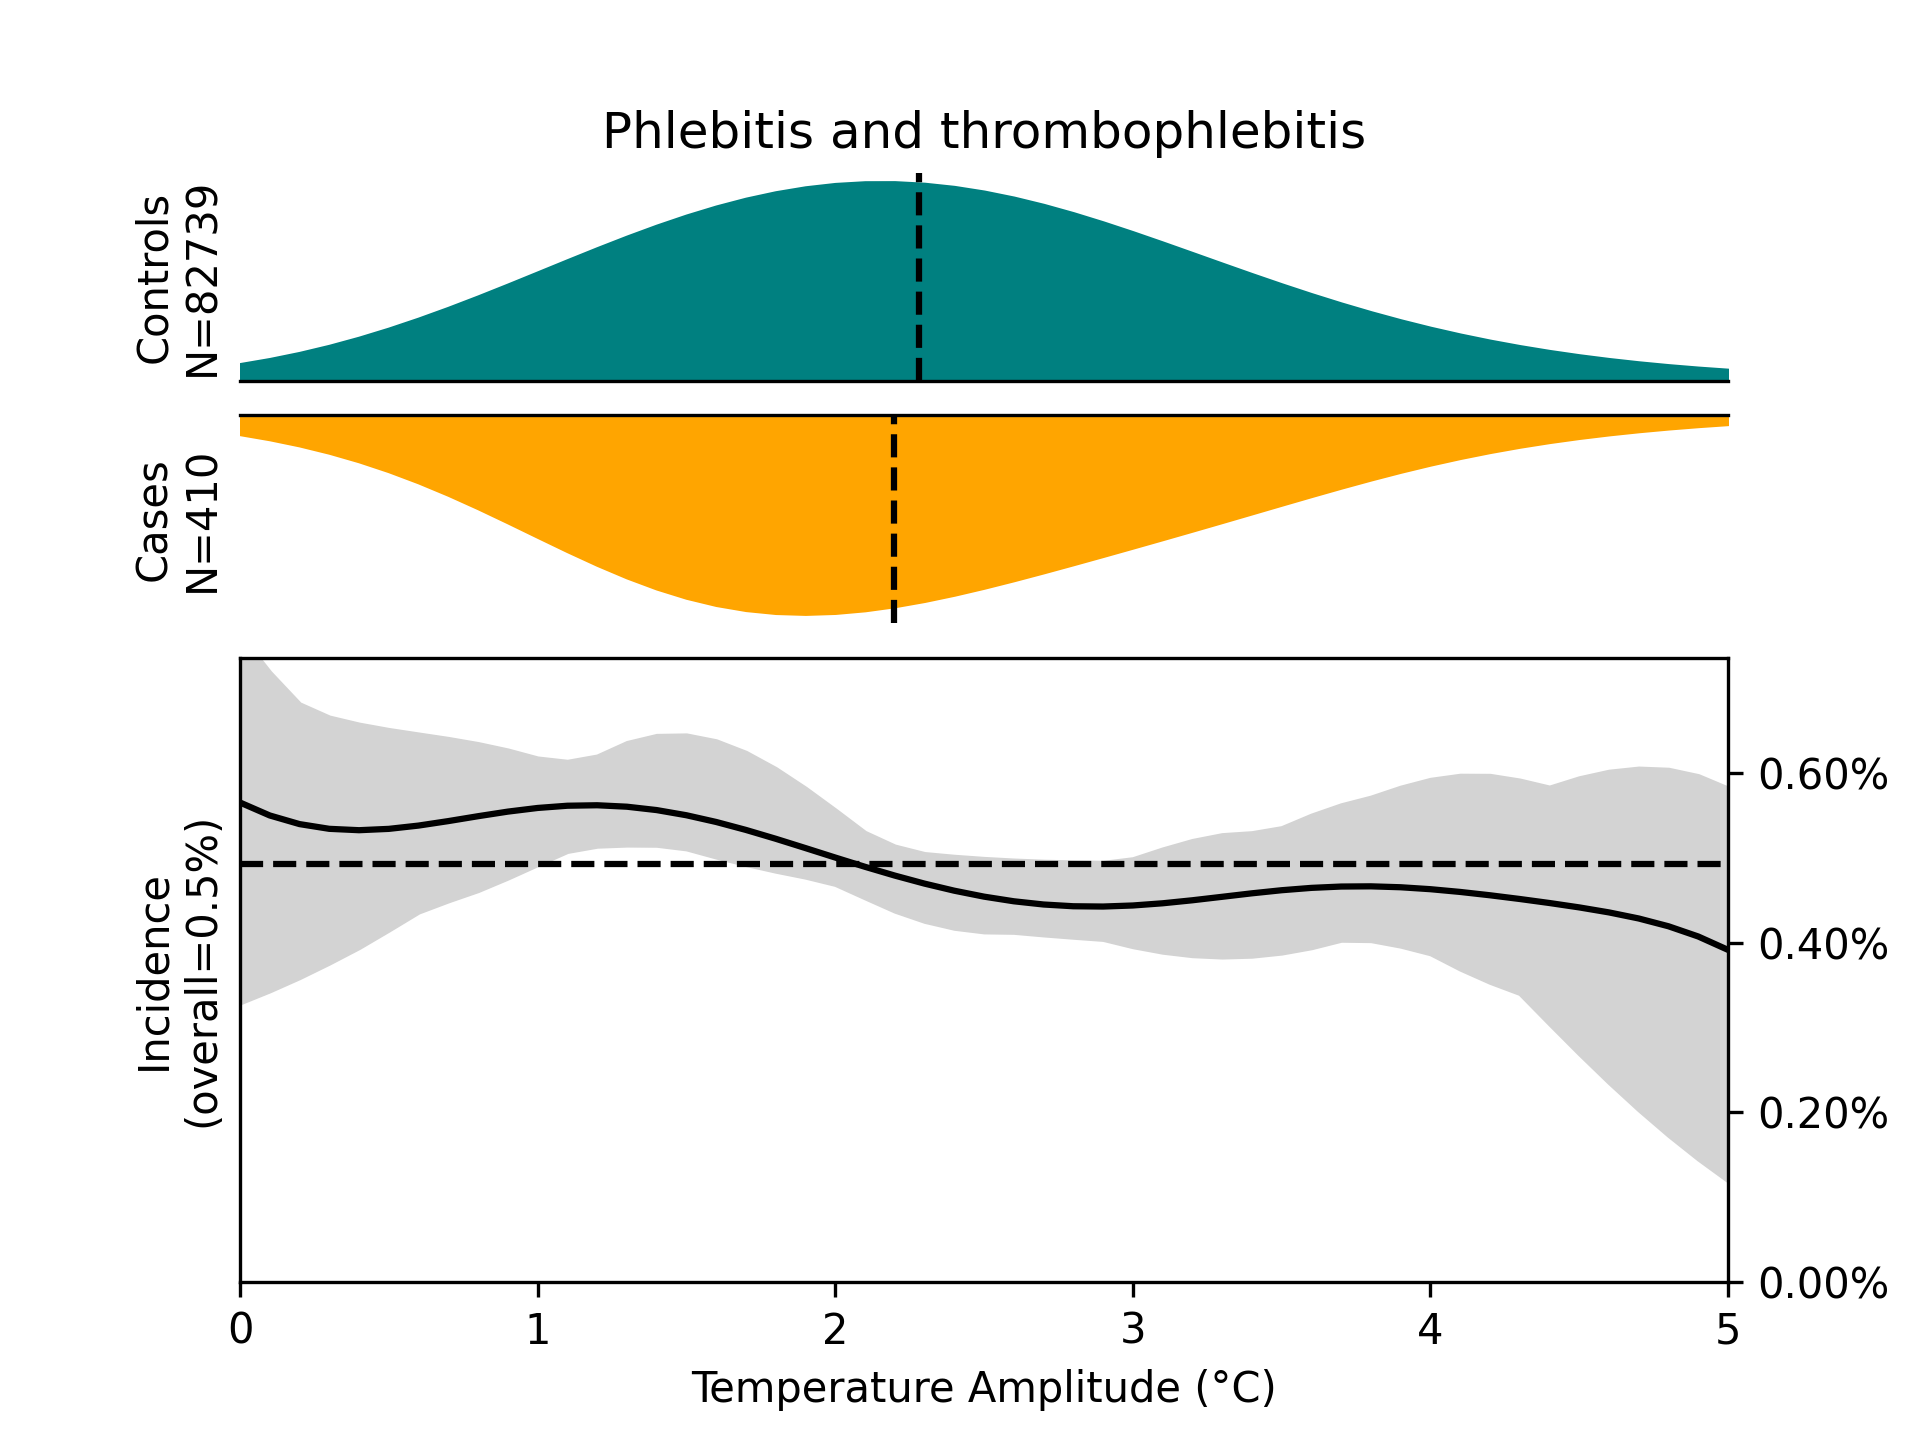 Phlebitis and thrombophlebitis
Controls
N=82739
Cases
N=410
Incidence
(overall=0.5%)
0.60%
0.40%
0.20%
0.00%
0 1 2 3 4 5
Temperature Amplitude (°C)